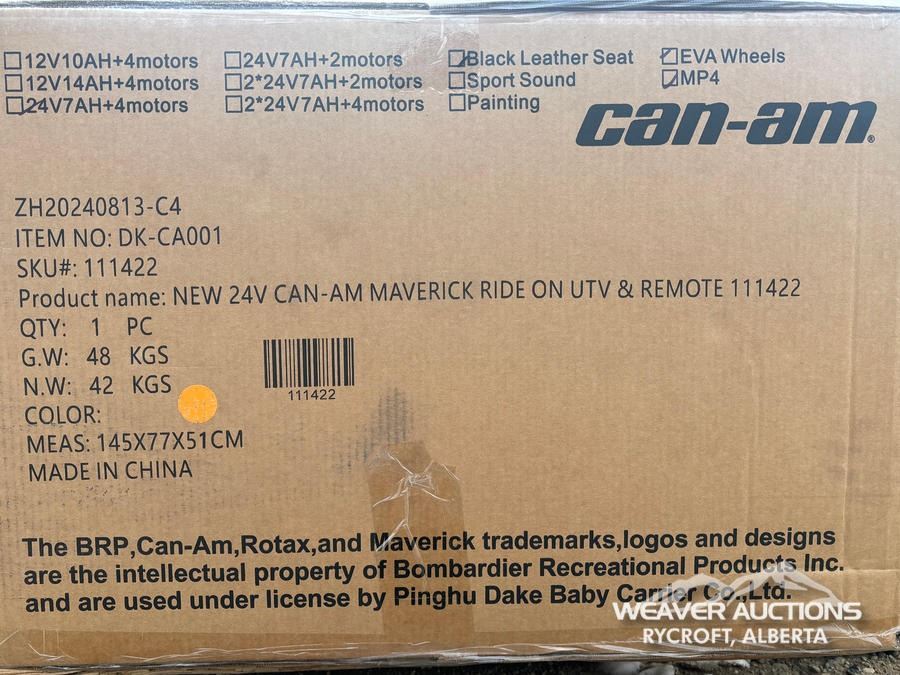 ☐12V10AH+4motors ☐24V7AH+2motors ☑Black Leather Seat ☑EVA Wheels
☐12V14AH+4motors ☐2*24V7AH+2motors ☐Sport Sound ☑MP4
☑24V7AH+4motors ☐2*24V7AH+4motors ☐Painting
can-am®
ZH20240813-C4
ITEM NO: DK-CA001
SKU#: 111422
Product name: NEW 24V CAN-AM MAVERICK RIDE ON UTV & REMOTE 111422
QTY: 1 PC
G.W: 48 KGS
N.W: 42 KGS
111422
COLOR:
MEAS: 145X77X51CM
MADE IN CHINA
The BRP,Can-Am,Rotax,and Maverick trademarks,logos and designs
are the intellectual property of Bombardier Recreational Products Inc.
and are used under license by Pinghu Dake Baby Carrier Co.,Ltd.
WEAVER AUCTIONS
RYCROFT, ALBERTA